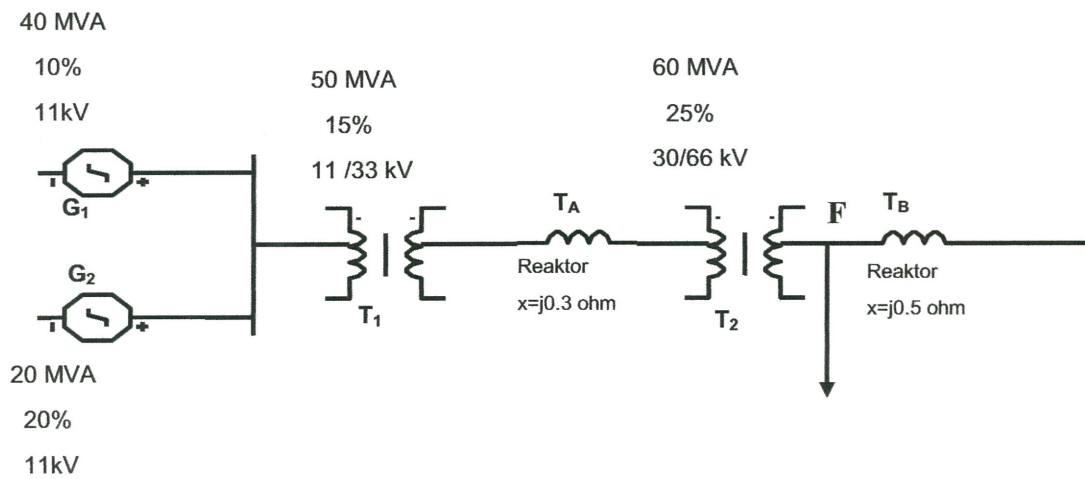 40 MVA
10%
11kV
G1
G2
20 MVA
20%
11kV
50 MVA
15%
11 /33 kV
T1
TA
Reaktor
x=j0.3 ohm
60 MVA
25%
30/66 kV
T2
F
TB
Reaktor
x=j0.5 ohm